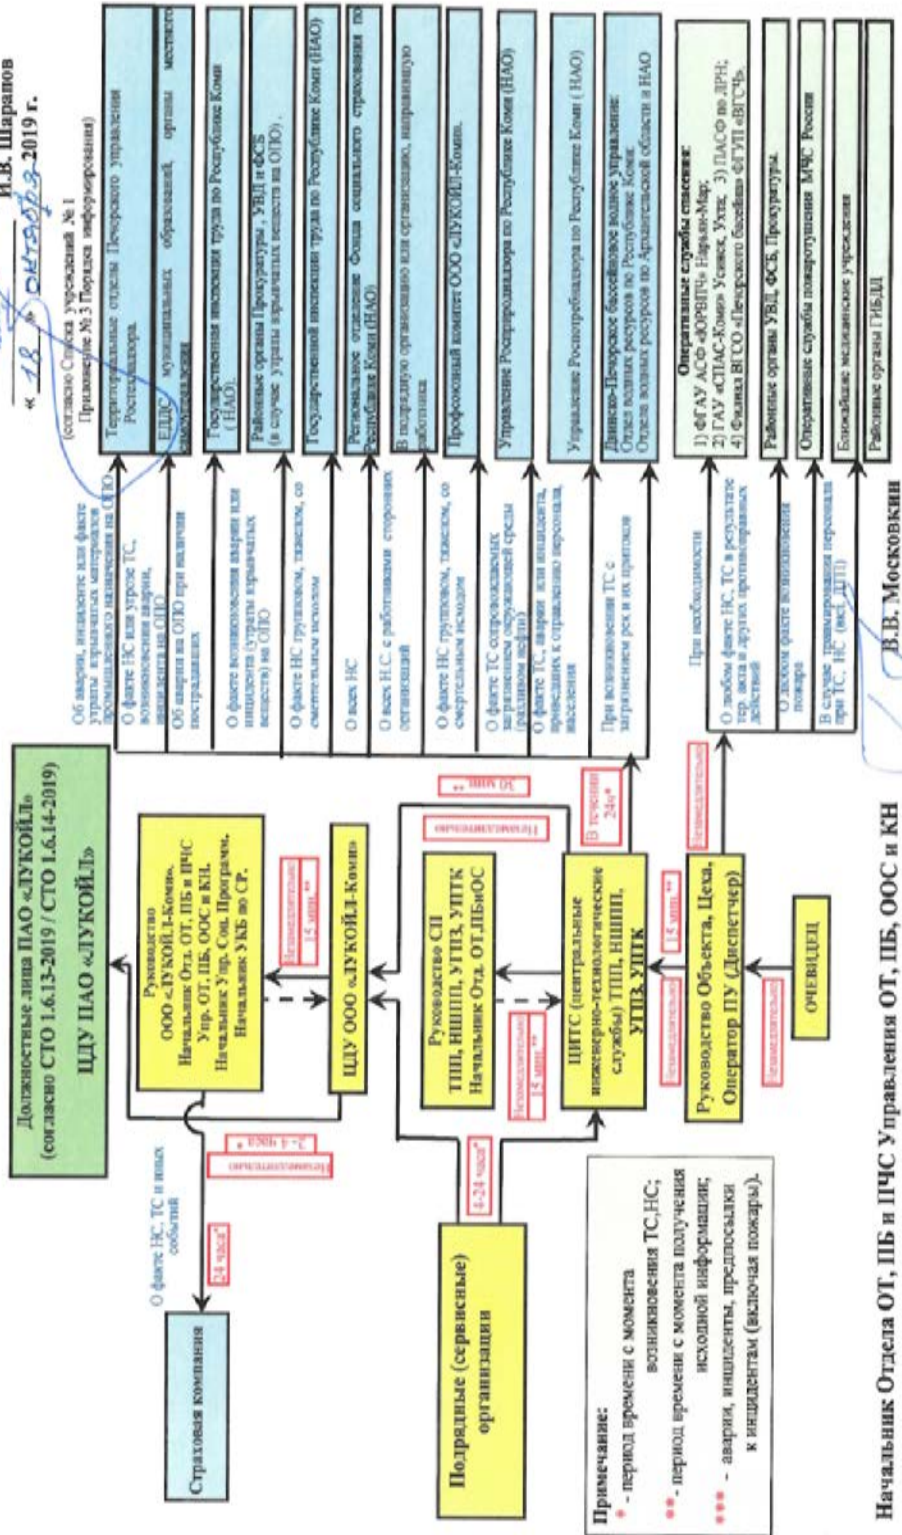 И.В. Шарапов
« 18 » октября 2019 г.
(согласно Списка учреждений № 1
Приложение № 3 Порядка информирования)
Должностные лица ПАО «ЛУКОЙЛ»
(согласно СТО 1.6.13-2019 / СТО 1.6.14-2019)
ЦДУ ПАО «ЛУКОЙЛ»
Руководство
ООО «ЛУКОЙЛ-Коми».
Начальник Отд. ОТ, ПБ и ПЧС
Упр. ОТ, ПБ, ООС и КН.
Начальник Упр. Соц. Программ.
Начальник УКБ по СР.
Незамедлительно
15 мин.**
ЦДУ ООО «ЛУКОЙЛ-Коми»
Незамедлительно
2-4 часа *
О факте НС, ТС и иных
событий
24 часа*
Страховая компания
Руководство СП
ТПП, НШПП, УГПЗ, УПТК
Начальник Отд. ОТ,ПБиОС
Незамедлительно
30 мин. **
Незамедлительно
15 мин.**
Подрядные (сервисные)
организации
4-24 часа*
ЦИТС (центральные
инженерно-технологические
службы) ТПП, НШПП,
УГПЗ, УПТК
В течении
24ч*
Незамедлительно
15 мин.**
Руководство Объекта, Цеха,
Оператор ПУ (Диспетчер)
Незамедлительно
Незамедлительно
ОЧЕВИДЕЦ
Об аварии, инциденте или факте
утраты взрывчатых материалов
промышленного назначения на ОПО
О факте НС или угрозе ТС,
возникновения аварии,
инцидента на ОПО
Об авариях на ОПО при наличии
пострадавших
О факте возникновения аварии или
инцидента (утраты взрывчатых
веществ) на ОПО
О факте НС групповом, тяжелом, со
смертельным исходом
О всех НС
О всех Н.С. с работниками сторонних
организаций
О факте НС групповом, тяжелом, со
смертельным исходом
О факте ТС сопровождаемых
загрязнением окружающей среды
(разливом нефти)
О факте ТС, аварии или инцидента,
приведших к отравлению персонала,
населения
При возникновении ТС с
загрязнением рек и их притоков
При необходимости
О любом факте НС, ТС в результате
тер. акта и других противоправных
действий
О любом факте возникновения
пожара
В случае травмирования персонала
при ТС, НС (вкл. ДТП)
Территориальные отделы Печорского управления
Ростехнадзора.
ЕДДС муниципальных образований, органы местного
самоуправления
Государственная инспекция труда по Республике Коми
( НАО).
Районные органы Прокуратуры , УВД и ФСБ
(в случае утраты взрывчатых веществ на ОПО) .
Государственной инспекции труда по Республике Коми (НАО)
Региональное отделение Фонда социального страхования по
Республике Коми (НАО)
В подрядную организацию или организацию, направившую
работника
Профсоюзный комитет ООО «ЛУКОЙЛ-Коми».
Управление Росприроднадзора по Республике Коми (НАО)
Управление Роспотребнадзора по Республике Коми ( НАО)
Двинско-Печорское бассейновое водное управление:
Отдел водных ресурсов по Республике Коми;
Отдела водных ресурсов по Архангельской области и НАО
Оперативные службы спасения:
1) ФГАУ АСФ «ЮРВПЧ» Нарьян-Мар;
2) ГАУ «СПАС-Коми» Усинск, Ухта; 3) ПАСФ по ЛРН;
4) Филиал ВГСО «Печорского бассейна» ФГУП «ВГСЧ».
Районные органы УВД, ФСБ, Прокуратуры.
Оперативные службы пожаротушения МЧС России
Ближайшие медицинские учреждения
Районные органы ГИБДД
Примечание:
* - период времени с момента
возникновения ТС,НС;
** - период времени с момента получения
исходной информации;
*** - аварии, инциденты, предпосылки
к инцидентам (включая пожары).
Начальник Отдела ОТ, ПБ и ПЧС Управления ОТ, ПБ, ООС и КН В.В. Московкин